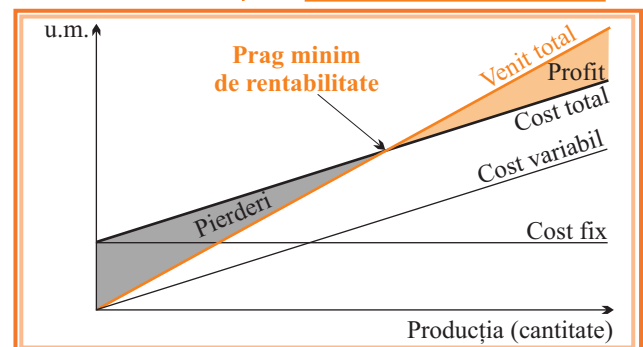 u.m.
Prag minim
de rentabilitate
Venit total
Profit
Cost total
Cost variabil
Pierderi
Cost fix
Producția (cantitate)